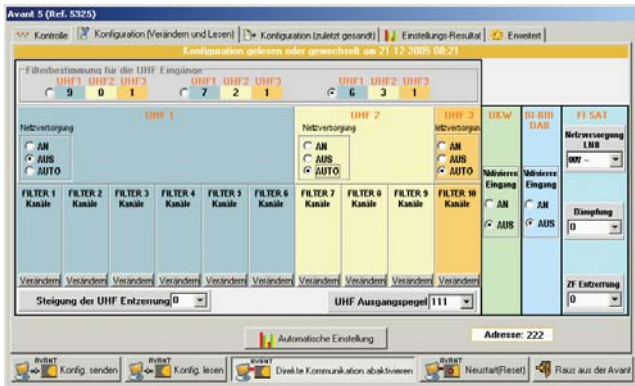 Avant 5 (Ref. 5325)
Kontrolle Konfiguration (Verändern und Lesen) Konfiguration (zuletzt gesandt) Einstellungs-Resultat Erweitert
Konfiguration gelesen oder gewechselt am 21-12-2005 08:21
Filterbestimmung für die UHF Eingänge
UHF1 UHF2 UHF3 UHF1 UHF2 UHF3 UHF1 UHF2 UHF3
9 0 1 7 2 1 6 3 1
UHF 1 UHF 2 UHF 3 UKW BI-BIII DAB FI SAT
Netzversorgung Netzversorgung Netzversorgung Netzversorgung LNB
AN AN AN
AUS AUS AUS
AUTO AUTO AUTO
00V --
Aktivieren Eingang Aktivieren Eingang
AN AN
AUS AUS
Dämpfung
0
FILTER 1 FILTER 2 FILTER 3 FILTER 4 FILTER 5 FILTER 6 FILTER 7 FILTER 8 FILTER 9 FILTER 10
Kanäle Kanäle Kanäle Kanäle Kanäle Kanäle Kanäle Kanäle Kanäle Kanäle
Verändern Verändern Verändern Verändern Verändern Verändern Verändern Verändern Verändern Verändern
ZF Entzerrung
0
Steigung der UHF Entzerrung 0 UHF Ausgangspegel 111
Automatische Einstellung Adresse: 222
AVANT Konfig. senden AVANT Konfig. lesen AVANT Direkte Kommunikation abaktivieren AVANT Neustart(Reset) Raus aus der Avant